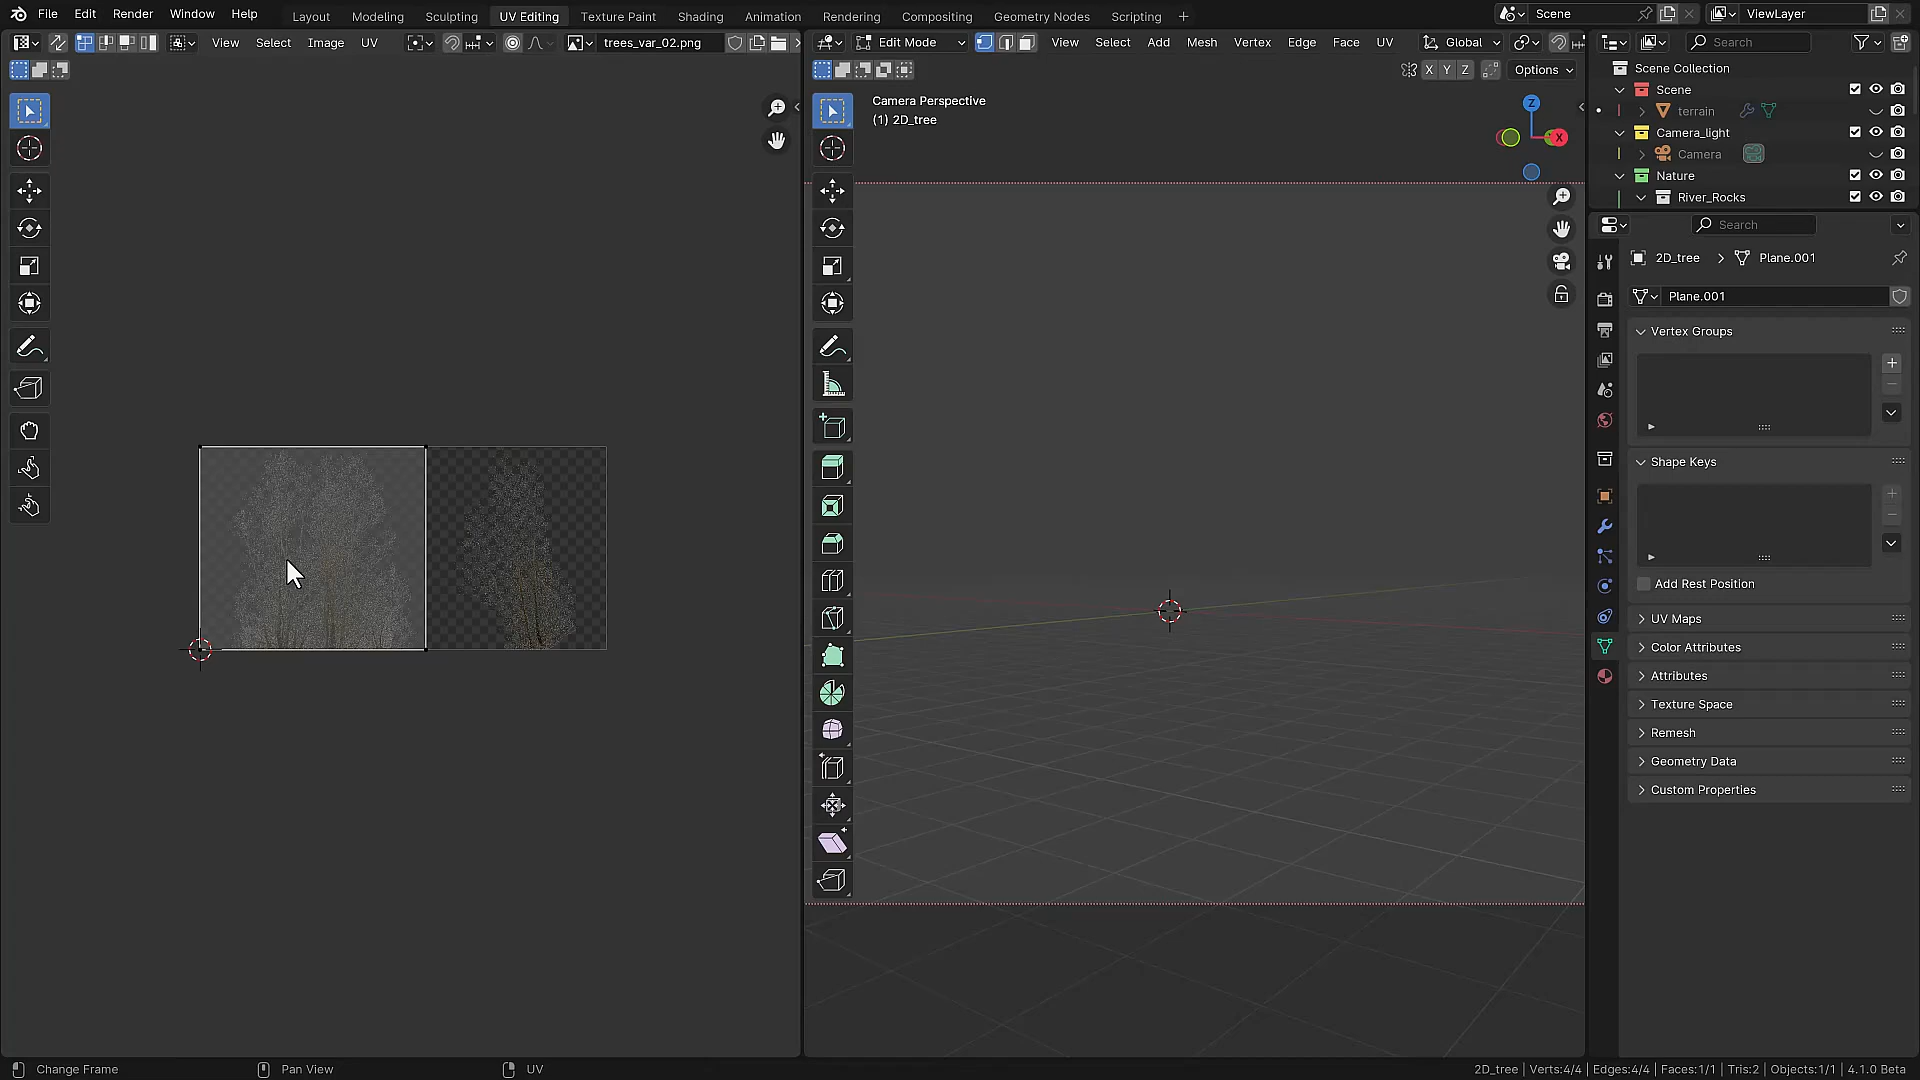 File Edit Render Window Help Layout Modeling Sculpting UV Editing Texture Paint Shading Animation Rendering Compositing Geometry Nodes Scripting + Scene ViewLayer
View Select Image UV trees_var_02.png
Edit Mode View Select Add Mesh Vertex Edge Face UV Global
Search
X Y Z Options
Scene Collection
Scene
terrain
Camera_light
Camera
Nature
River_Rocks
Camera Perspective
(1) 2D_tree
Z
X
Search
2D_tree > Plane.001
Plane.001
Vertex Groups
Shape Keys
Add Rest Position
UV Maps
Color Attributes
Attributes
Texture Space
Remesh
Geometry Data
Custom Properties
Change Frame Pan View UV 2D_tree | Verts:4/4 | Edges:4/4 | Faces:1/1 | Tris:2 | Objects:1/1 | 4.1.0 Beta